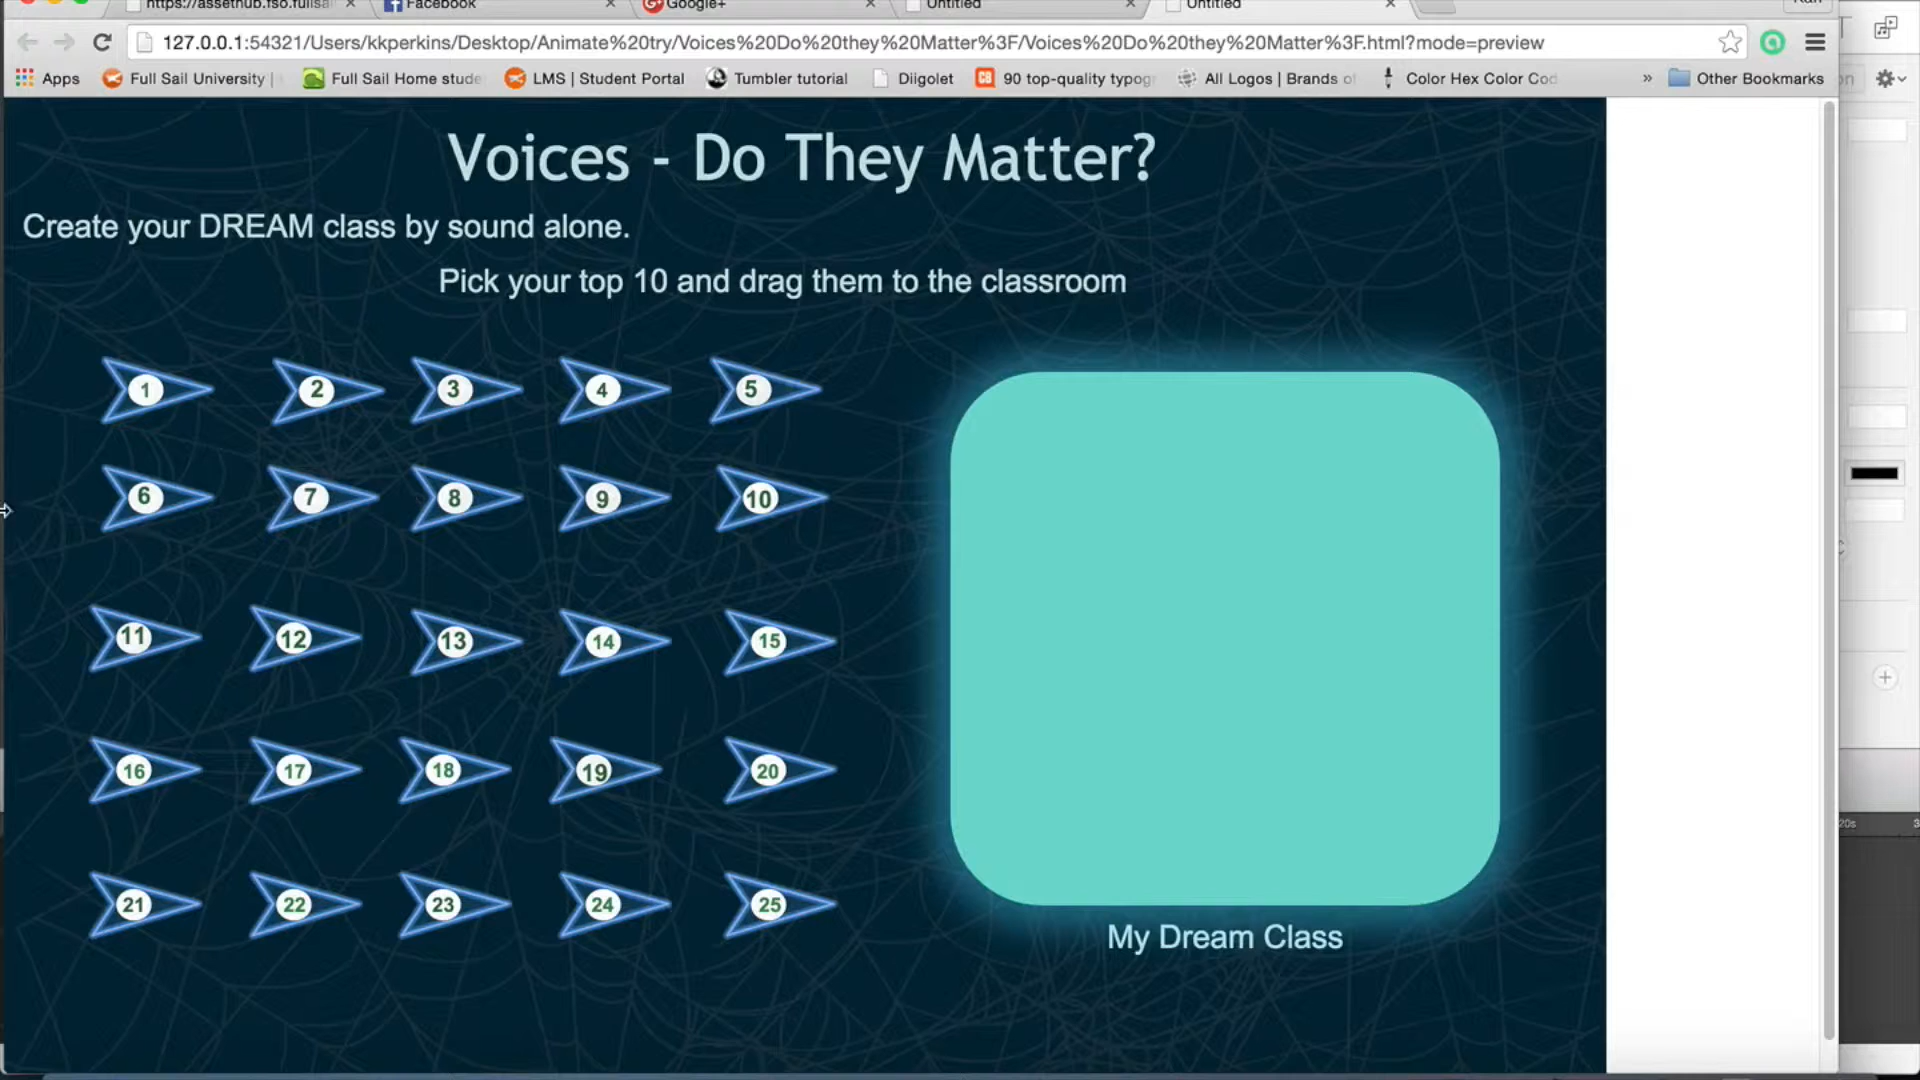 https://assethub.fso.fullsai
Facebook
Google+
Untitled
Untitled
127.0.0.1:54321/Users/kkperkins/Desktop/Animate%20try/Voices%20Do%20they%20Matter%3F/Voices%20Do%20they%20Matter%3F.html?mode=preview
Apps
Full Sail University |
Full Sail Home stude
LMS | Student Portal
Tumbler tutorial
Diigolet
90 top-quality typog
All Logos | Brands of
Color Hex Color Cod
»
Other Bookmarks
Voices - Do They Matter?
Create your DREAM class by sound alone.
Pick your top 10 and drag them to the classroom
1 2 3 4 5
6 7 8 9 10
11 12 13 14 15
16 17 18 19 20
21 22 23 24 25
My Dream Class
20s